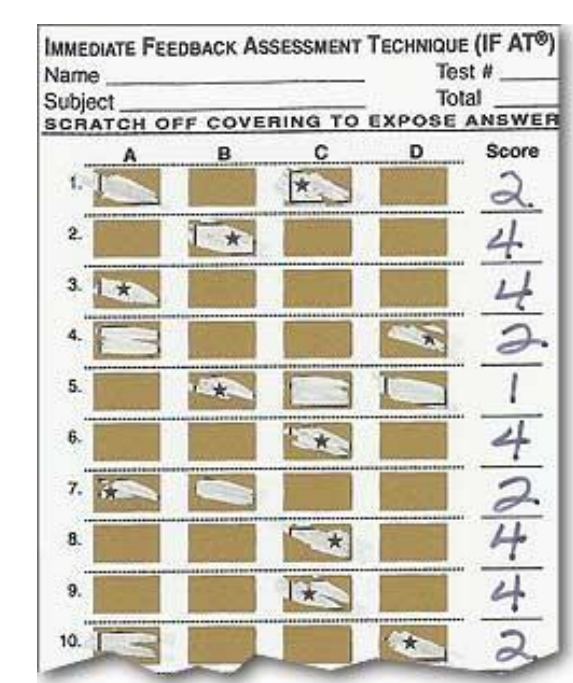 IMMEDIATE FEEDBACK ASSESSMENT TECHNIQUE (IF AT®)
Name Test #
Subject Total
SCRATCH OFF COVERING TO EXPOSE ANSWER
A B C D Score
1. ★ 2
2. ★ 4
3. ★ 4
4. ★ 2
5. ★ 1
6. ★ 4
7. ★ 2
8. ★ 4
9. ★ 4
10. ★ 2